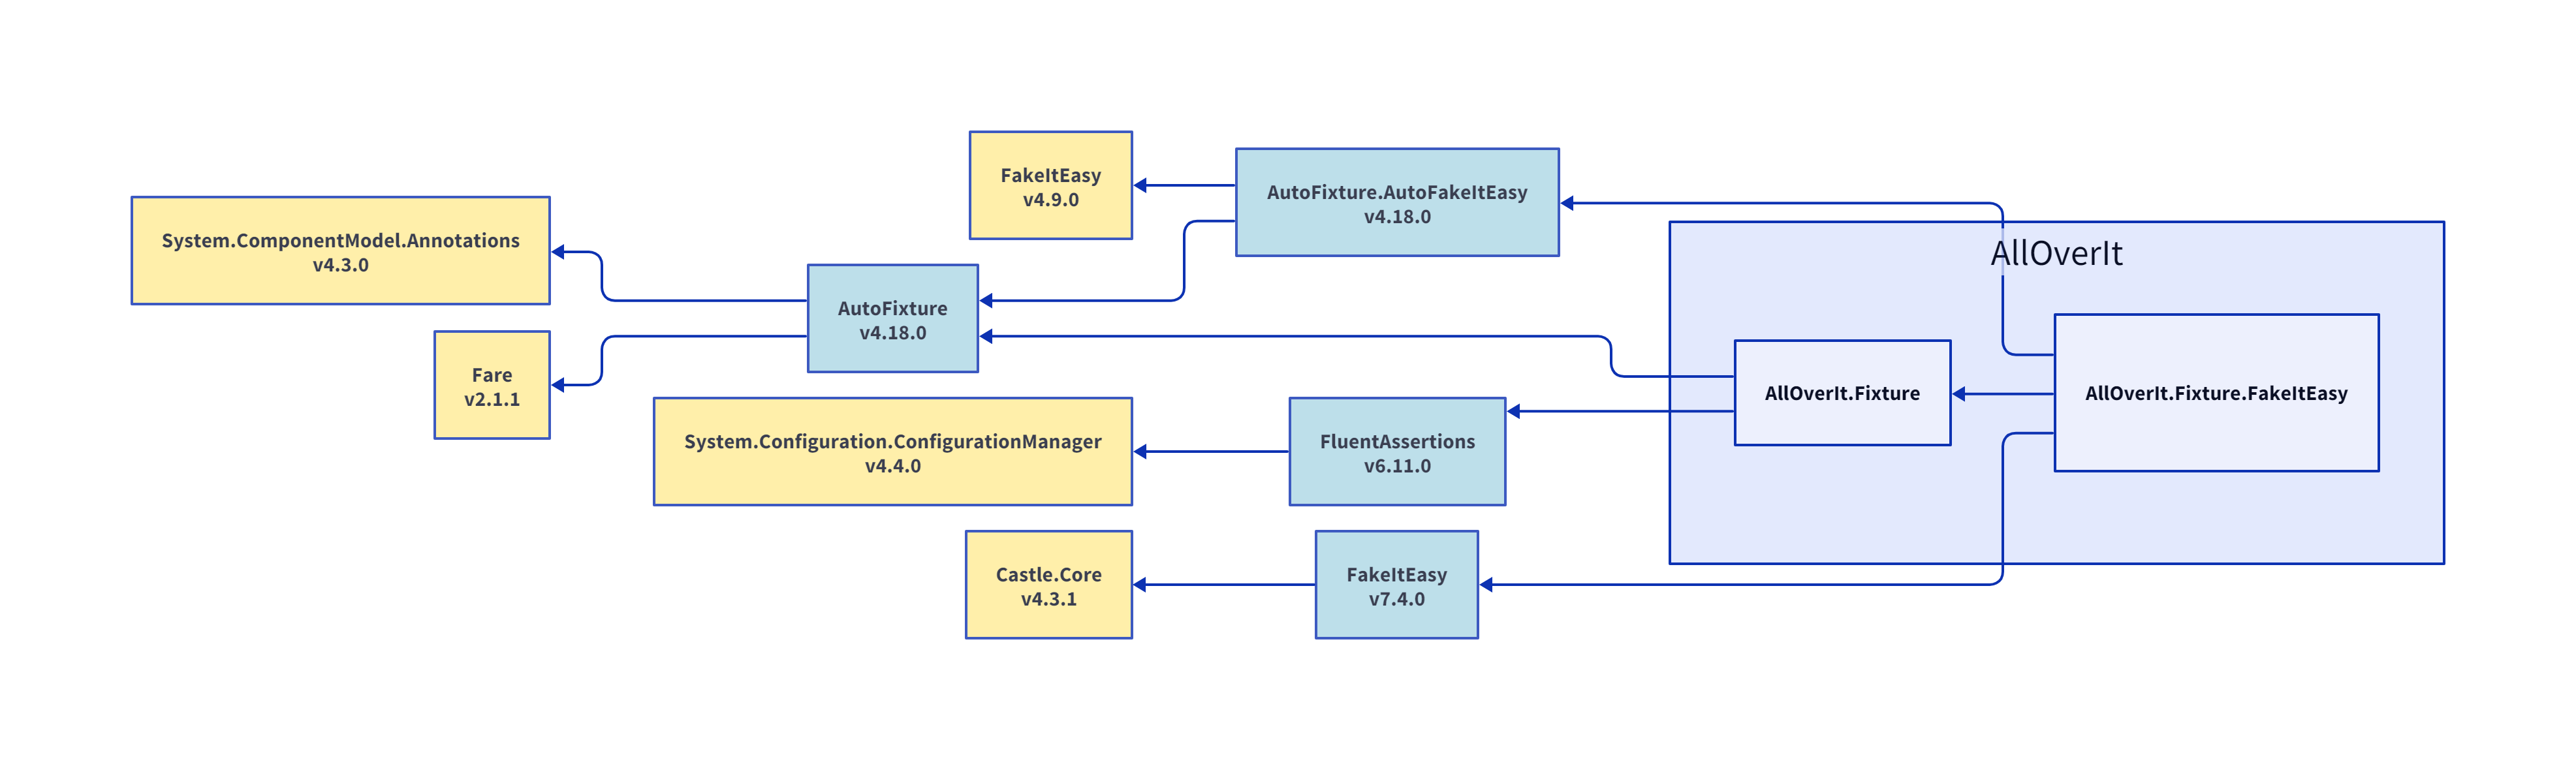 FakeItEasy
v4.9.0
AutoFixture.AutoFakeItEasy
v4.18.0
System.ComponentModel.Annotations
v4.3.0
AllOverIt
AutoFixture
v4.18.0
Fare
v2.1.1
AllOverIt.Fixture
AllOverIt.Fixture.FakeItEasy
System.Configuration.ConfigurationManager
v4.4.0
FluentAssertions
v6.11.0
Castle.Core
v4.3.1
FakeItEasy
v7.4.0